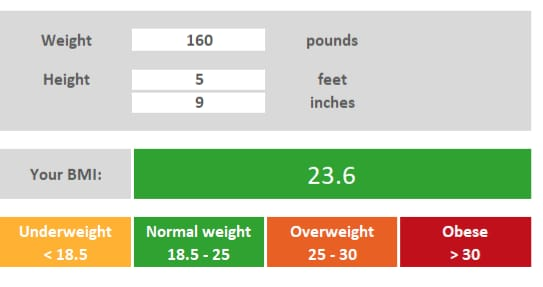 Weight 160 pounds
Height 5 feet
9 inches
Your BMI: 23.6
Underweight Normal weight Overweight Obese
< 18.5 18.5 - 25 25 - 30 > 30